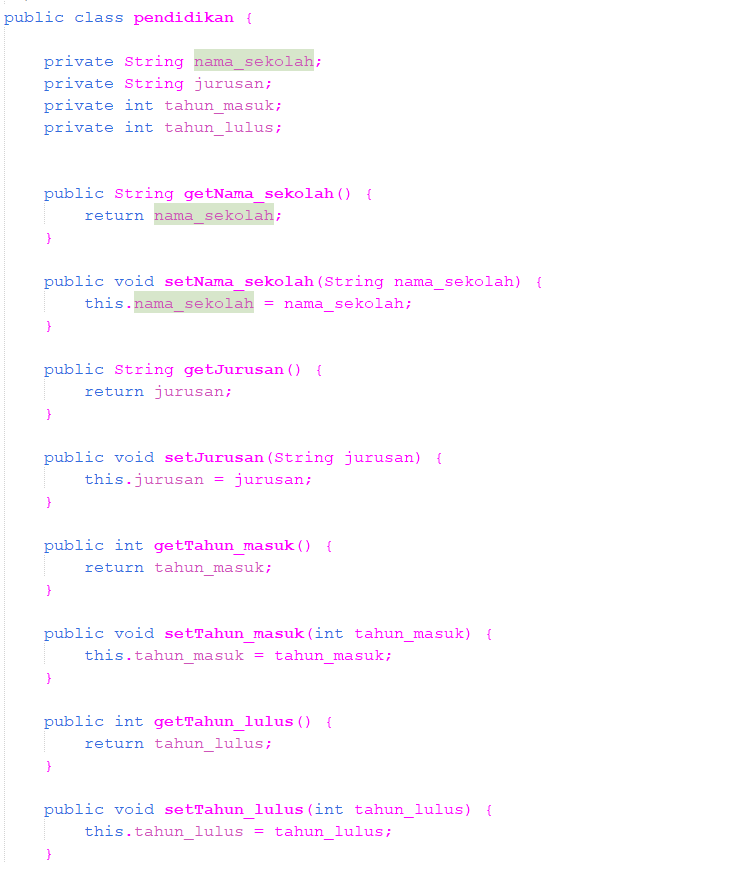 public class pendidikan {
    private String nama_sekolah;
    private String jurusan;
    private int tahun_masuk;
    private int tahun_lulus;
    public String getNama_sekolah() {
        return nama_sekolah;
    }
    public void setNama_sekolah(String nama_sekolah) {
        this.nama_sekolah = nama_sekolah;
    }
    public String getJurusan() {
        return jurusan;
    }
    public void setJurusan(String jurusan) {
        this.jurusan = jurusan;
    }
    public int getTahun_masuk() {
        return tahun_masuk;
    }
    public void setTahun_masuk(int tahun_masuk) {
        this.tahun_masuk = tahun_masuk;
    }
    public int getTahun_lulus() {
        return tahun_lulus;
    }
    public void setTahun_lulus(int tahun_lulus) {
        this.tahun_lulus = tahun_lulus;
    }